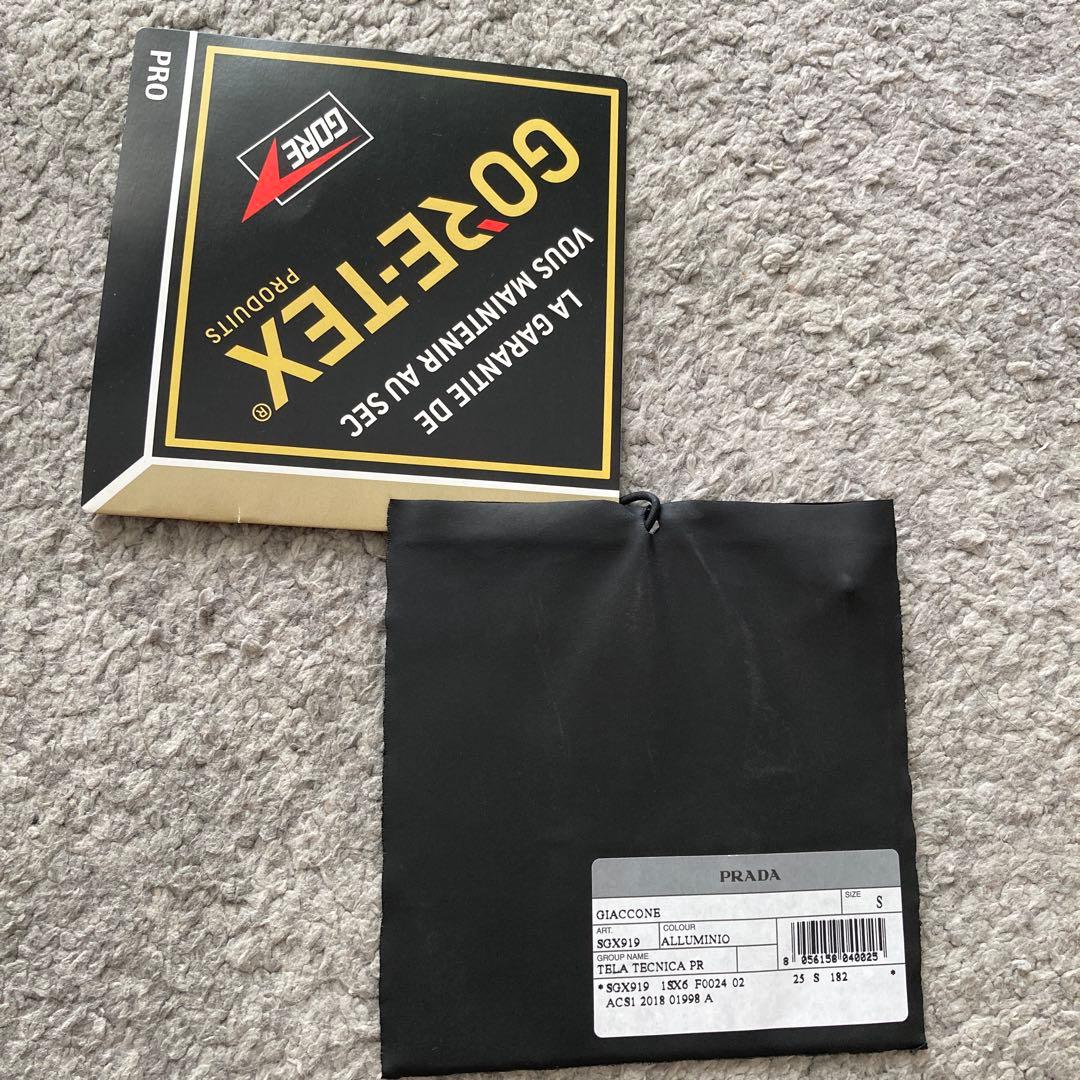 PRO
GORE
GORE-TEX®
PRODUITS
LA GARANTIE DE
VOUS MAINTENIR AU SEC
PRADA
GIACCONE
SIZE
S
ART.
SGX919
COLOUR
ALLUMINIO
GROUP NAME
TELA TECNICA PR
8 056158 040025
*SGX919 1SX6 F0024 02 25 S 182 *
ACS1 2018 01998 A